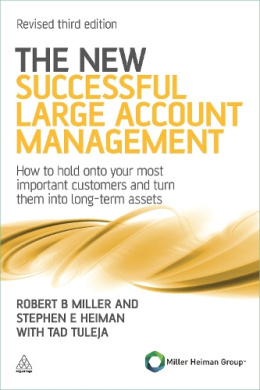 Revised third edition
THE NEW
SUCCESSFUL
LARGE ACCOUNT
MANAGEMENT
How to hold onto your most
important customers and turn
them into long-term assets
ROBERT B MILLER AND
STEPHEN E HEIMAN
WITH TAD TULEJA
Miller Heiman Group™